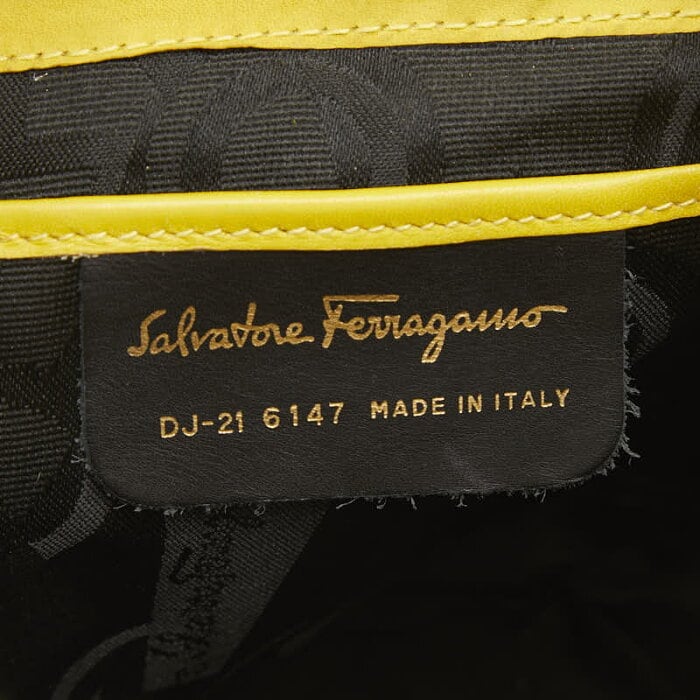 Salvatore Ferragamo
DJ-21 6147 MADE IN ITALY